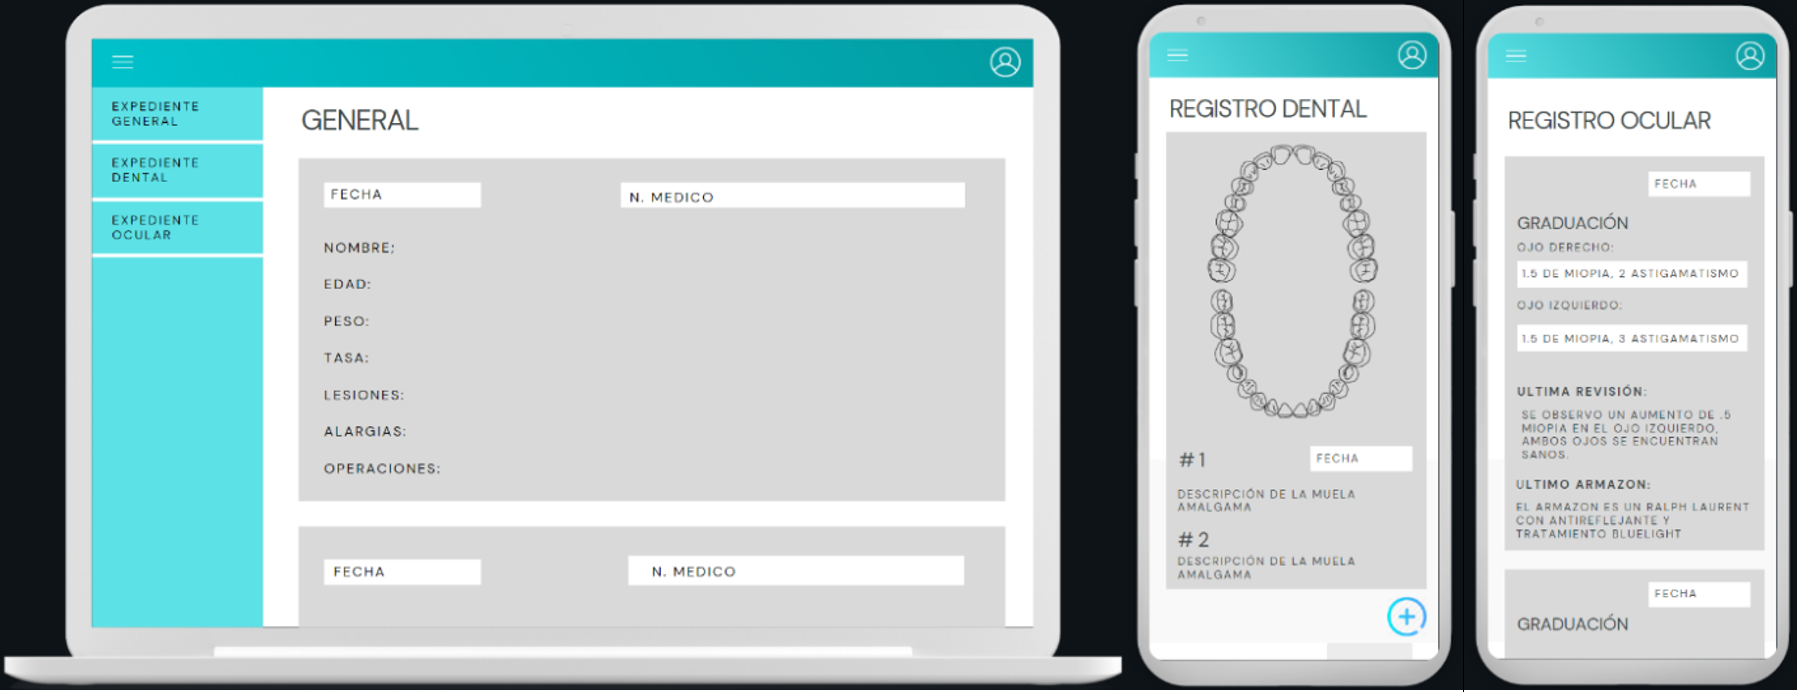 EXPEDIENTE
GENERAL
EXPEDIENTE
DENTAL
EXPEDIENTE
OCULAR
GENERAL
FECHA
N. MEDICO
NOMBRE;
EDAD:
PESO:
TASA:
LESIONES:
ALARGIAS:
OPERACIONES:
FECHA
N. MEDICO
REGISTRO DENTAL
#1
FECHA
DESCRIPCIÓN DE LA MUELA
AMALGAMA
#2
DESCRIPCIÓN DE LA MUELA
AMALGAMA
REGISTRO OCULAR
FECHA
GRADUACIÓN
OJO DERECHO:
1.5 DE MIOPIA, 2 ASTIGAMATISMO
OJO IZQUIERDO:
1.5 DE MIOPIA, 3 ASTIGAMATISMO
ULTIMA REVISIÓN:
SE OBSERVO UN AUMENTO DE .5
MIOPIA EN EL OJO IZQUIERDO,
AMBOS OJOS SE ENCUENTRAN
SANOS.
ULTIMO ARMAZON:
EL ARMAZON ES UN RALPH LAURENT
CON ANTIREFLEJANTE Y
TRATAMIENTO BLUELIGHT
FECHA
GRADUACIÓN